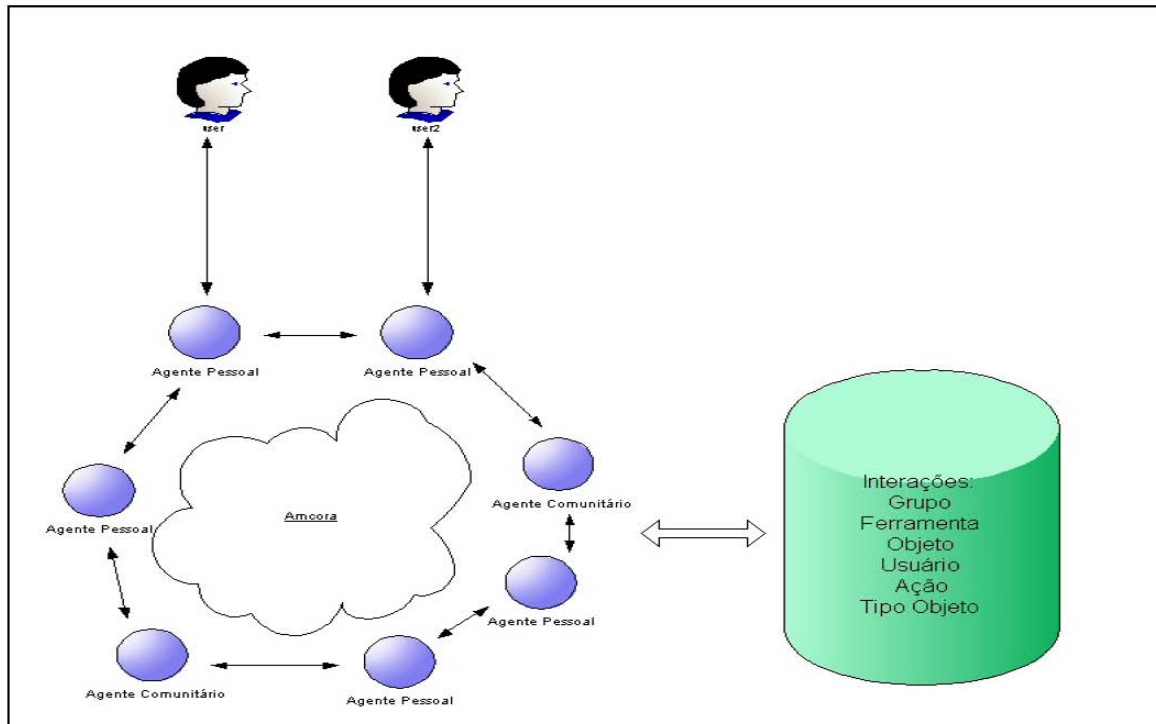 user
user2
Agente Pessoal
Agente Pessoal
Agente Comunitário
Agente Pessoal
Amcora
Interações:
Grupo
Ferramenta
Objeto
Usuário
Ação
Tipo Objeto
Agente Pessoal
Agente Comunitário
Agente Pessoal